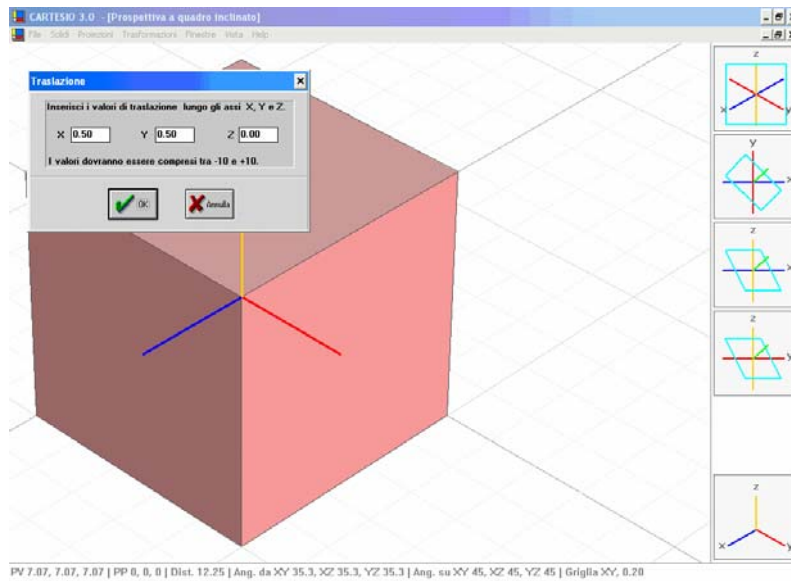 CARTESIO 3.0 - [Prospettiva a quadro inclinato]
File Solidi Proiezioni Trasformazioni Finestre Vista Help
Traslazione
Inserisci i valori di traslazione lungo gli assi X, Y e Z.
X 0.50 Y 0.50 Z 0.00
I valori dovranno essere compresi tra -10 e +10.
OK Annulla
z
x y
y
x
z
x
z
y
z
x y
PV 7.07, 7.07, 7.07 | PP 0, 0, 0 | Dist. 12.25 | Ang. da XY 35.3, XZ 35.3, YZ 35.3 | Ang. su XY 45, XZ 45, YZ 45 | Griglia XY, 0.20